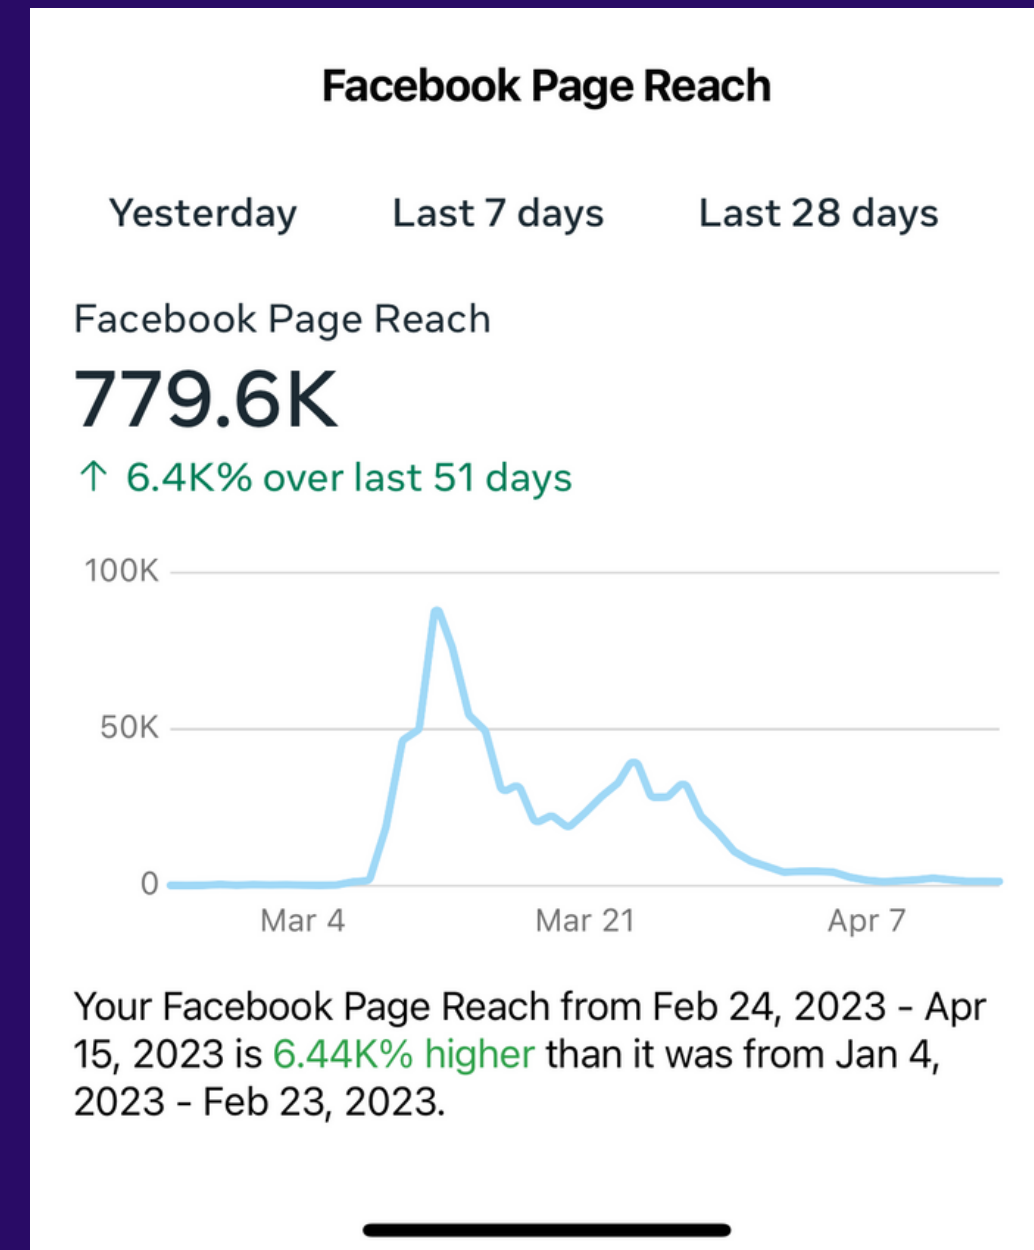 Facebook Page Reach
Yesterday Last 7 days Last 28 days
Facebook Page Reach
779.6K
↑ 6.4K% over last 51 days
100K
50K
0
Mar 4 Mar 21 Apr 7
Your Facebook Page Reach from Feb 24, 2023 - Apr
15, 2023 is 6.44K% higher than it was from Jan 4,
2023 - Feb 23, 2023.